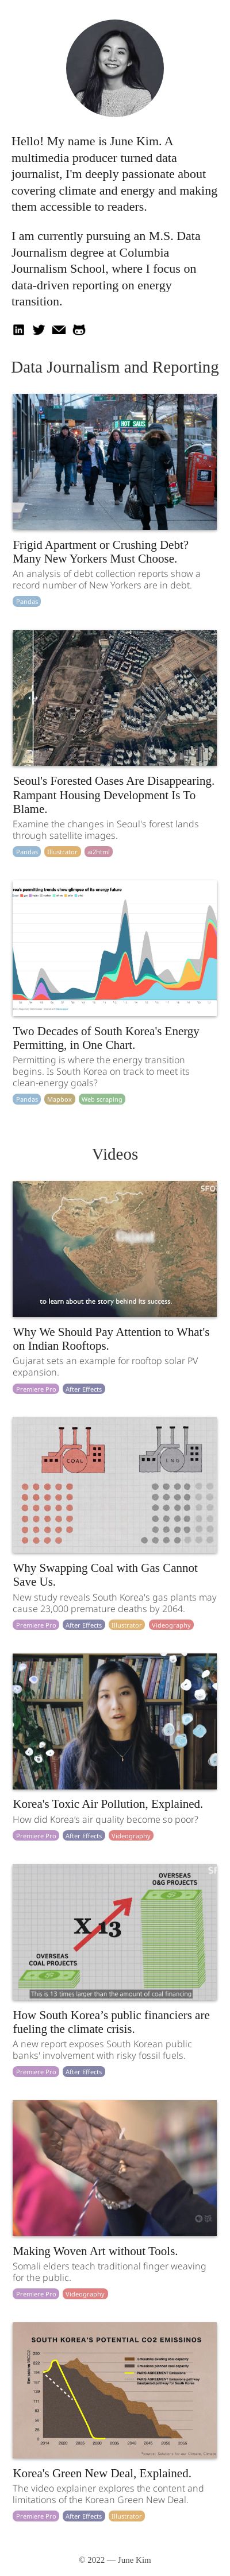 Hello! My name is June Kim. A
multimedia producer turned data
journalist, I'm deeply passionate about
covering climate and energy and making
them accessible to readers.
I am currently pursuing an M.S. Data
Journalism degree at Columbia
Journalism School, where I focus on
data-driven reporting on energy
transition.
Data Journalism and Reporting
HOT SUDS
Frigid Apartment or Crushing Debt?
Many New Yorkers Must Choose.
An analysis of debt collection reports show a
record number of New Yorkers are in debt.
Pandas
Seoul's Forested Oases Are Disappearing.
Rampant Housing Development Is To
Blame.
Examine the changes in Seoul's forest lands
through satellite images.
Pandas Illustrator ai2html
permitting trends show glimpse of its energy future
Two Decades of South Korea's Energy
Permitting, in One Chart.
Permitting is where the energy transition
begins. Is South Korea on track to meet its
clean-energy goals?
Pandas Mapbox Web scraping
Videos
Gujarat
to learn about the story behind its success.
Why We Should Pay Attention to What's
on Indian Rooftops.
Gujarat sets an example for rooftop solar PV
expansion.
Premiere Pro After Effects
COAL
LNG
Why Swapping Coal with Gas Cannot
Save Us.
New study reveals South Korea's gas plants may
cause 23,000 premature deaths by 2064.
Premiere Pro After Effects Illustrator Videography
Korea's Toxic Air Pollution, Explained.
How did Korea’s air quality become so poor?
Premiere Pro After Effects Videography
OVERSEAS
O&G PROJECTS
X 13
OVERSEAS
COAL PROJECTS
This is 13 times larger than the amount of coal financing
How South Korea’s public financiers are
fueling the climate crisis.
A new report exposes South Korean public
banks' involvement with risky fossil fuels.
Premiere Pro After Effects
Making Woven Art without Tools.
Somali elders teach traditional finger weaving
for the public.
Premiere Pro Videography
SOUTH KOREA'S POTENTIAL CO2 EMISSINOS
Korea's Green New Deal, Explained.
The video explainer explores the content and
limitations of the Korean Green New Deal.
Premiere Pro After Effects Illustrator
© 2022 — June Kim